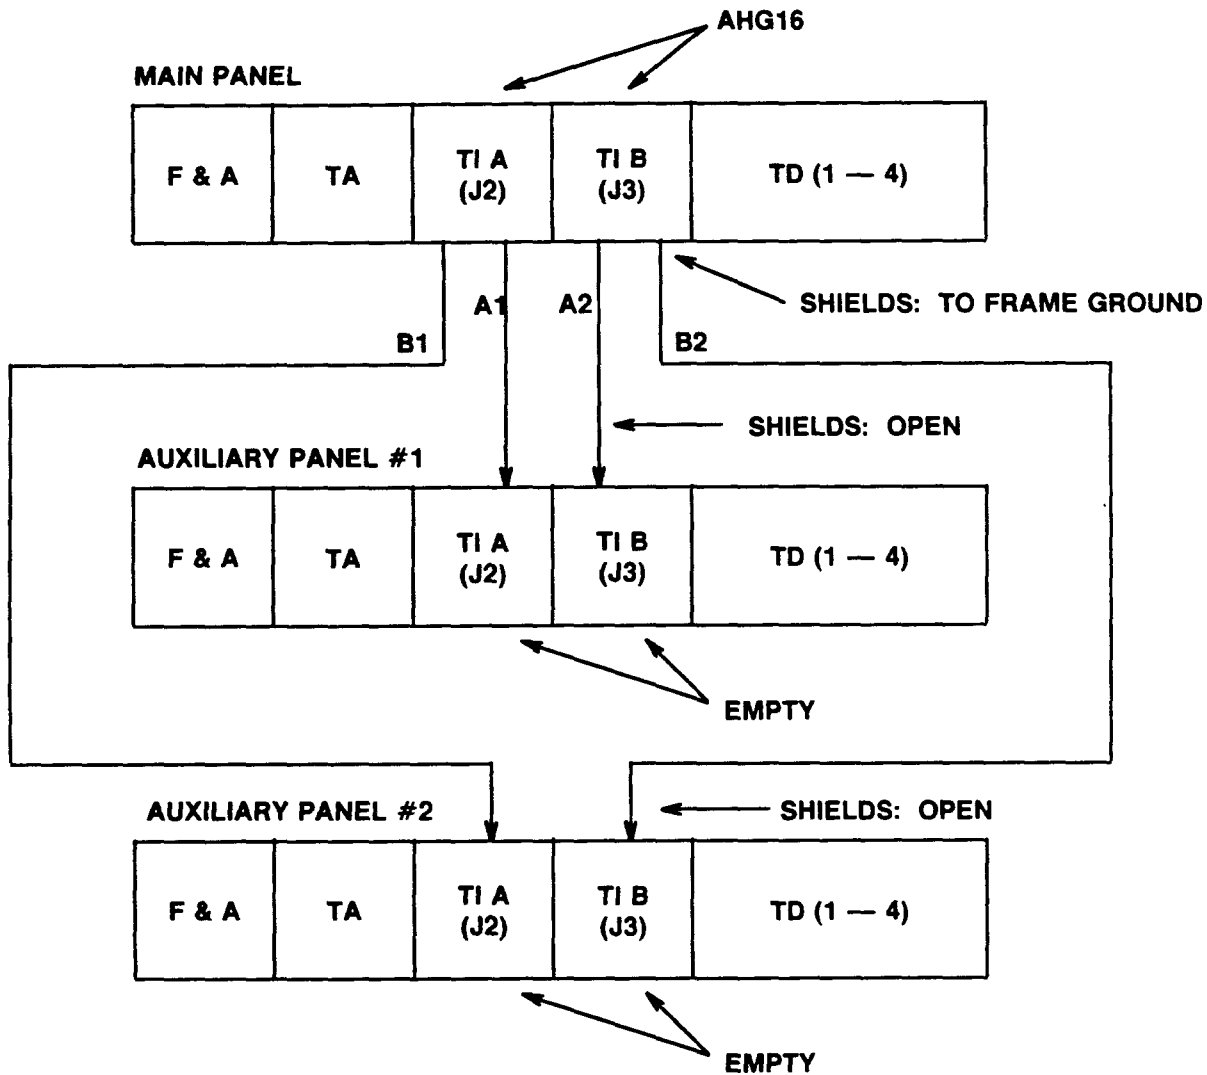 AHG16
MAIN PANEL
F & A
TA
TI A
(J2)
TI B
(J3)
TD (1 — 4)
A1
A2
SHIELDS: TO FRAME GROUND
B1
B2
SHIELDS: OPEN
AUXILIARY PANEL #1
F & A
TA
TI A
(J2)
TI B
(J3)
TD (1 — 4)
EMPTY
AUXILIARY PANEL #2
SHIELDS: OPEN
F & A
TA
TI A
(J2)
TI B
(J3)
TD (1 — 4)
EMPTY